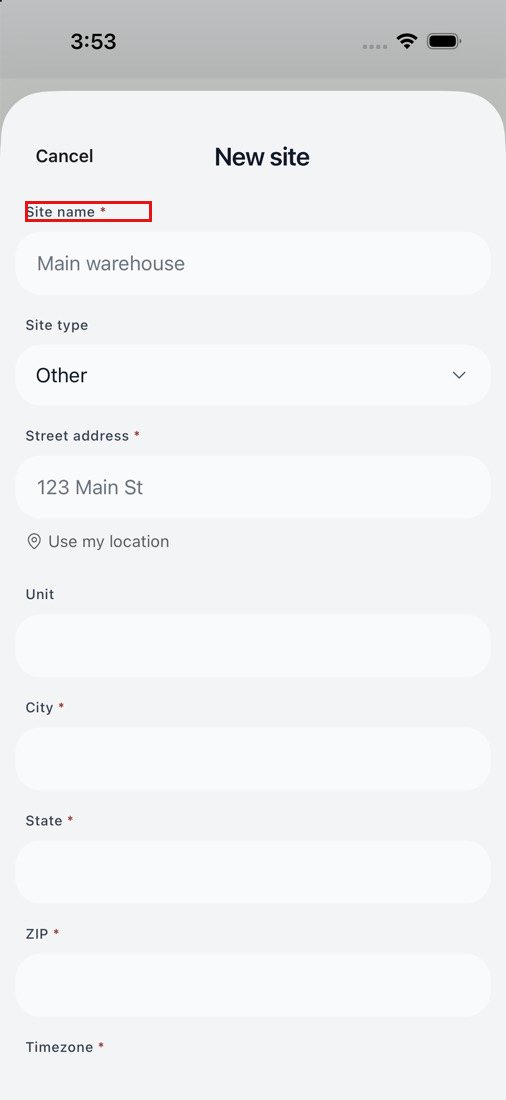 3:53
Cancel
New site
Site name *
Main warehouse
Site type
Other
Street address *
123 Main St
Use my location
Unit
City *
State *
ZIP *
Timezone *